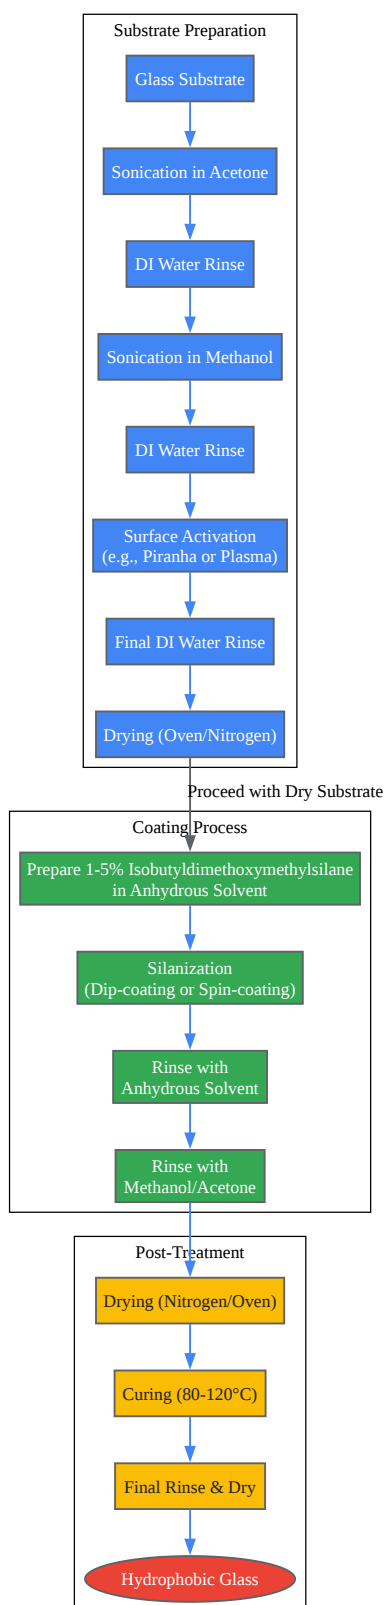 Substrate Preparation
Glass Substrate
Sonication in Acetone
DI Water Rinse
Sonication in Methanol
DI Water Rinse
Surface Activation
(e.g., Piranha or Plasma)
Final DI Water Rinse
Drying (Oven/Nitrogen)
Proceed with Dry Substrate
Coating Process
Prepare 1-5% Isobutyldimethoxymethylsilane
in Anhydrous Solvent
Silanization
(Dip-coating or Spin-coating)
Rinse with
Anhydrous Solvent
Rinse with
Methanol/Acetone
Post-Treatment
Drying (Nitrogen/Oven)
Curing (80-120°C)
Final Rinse & Dry
Hydrophobic Glass